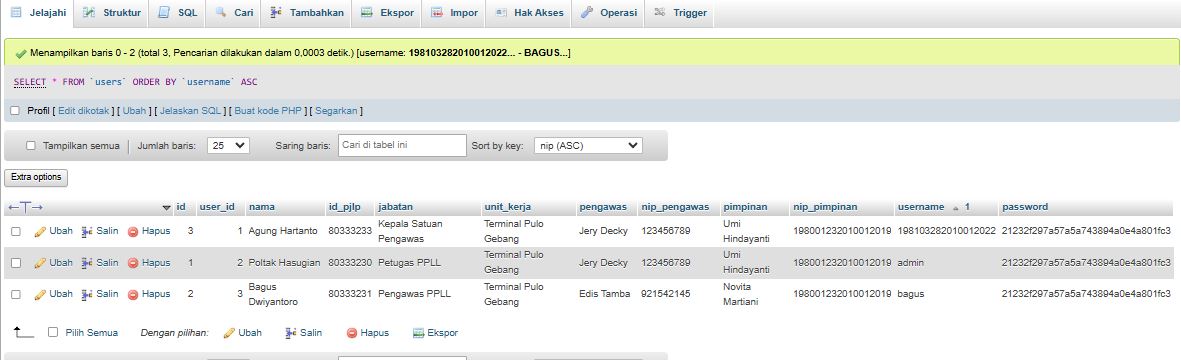 Jelajahi Struktur SQL Cari Tambahkan Ekspor Impor Hak Akses Operasi Trigger
Menampilkan baris 0 - 2 (total 3, Pencarian dilakukan dalam 0,0003 detik.) [username: 198103282010012022... - BAGUS...]
SELECT * FROM `users` ORDER BY `username` ASC
Profil [ Edit dikotak ] [ Ubah ] [ Jelaskan SQL ] [ Buat kode PHP ] [ Segarkan ]
Tampilkan semua | Jumlah baris: 25 Saring baris: Cari di tabel ini Sort by key: nip (ASC)
Extra options
←T→ id user_id nama id_pjlp jabatan unit_kerja pengawas nip_pengawas pimpinan nip_pimpinan username 1 password
Ubah Salin Hapus 3 1 Agung Hartanto 80333233 Kepala Satuan Pengawas Terminal Pulo Gebang Jery Decky 123456789 Umi Hindayanti 198001232010012019 198103282010012022 21232f297a57a5a743894a0e4a801fc3
Ubah Salin Hapus 1 2 Poltak Hasugian 80333230 Petugas PPLL Terminal Pulo Gebang Jery Decky 123456789 Umi Hindayanti 198001232010012019 admin 21232f297a57a5a743894a0e4a801fc3
Ubah Salin Hapus 2 3 Bagus Dwiyantoro 80333231 Pengawas PPLL Terminal Pulo Gebang Edis Tamba 921542145 Novita Martiani 198001232010012019 bagus 21232f297a57a5a743894a0e4a801fc3
Pilih Semua Dengan pilihan: Ubah Salin Hapus Ekspor